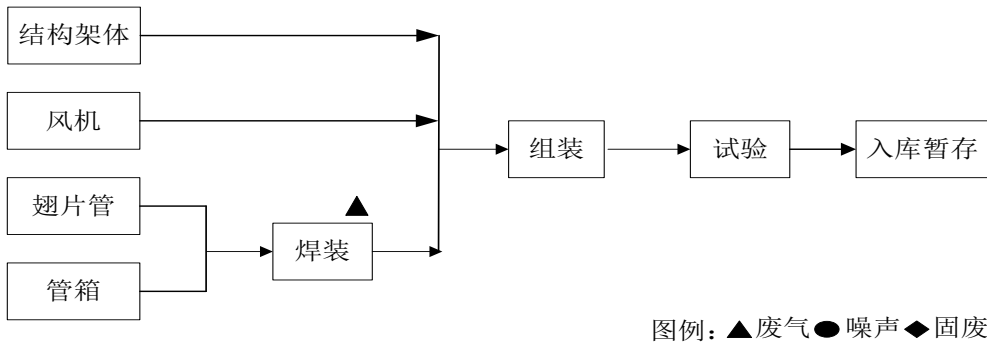 结构架体
风机
翅片管
管箱
焊装
组装
试验
入库暂存
图例：▲废气●噪声◆固废